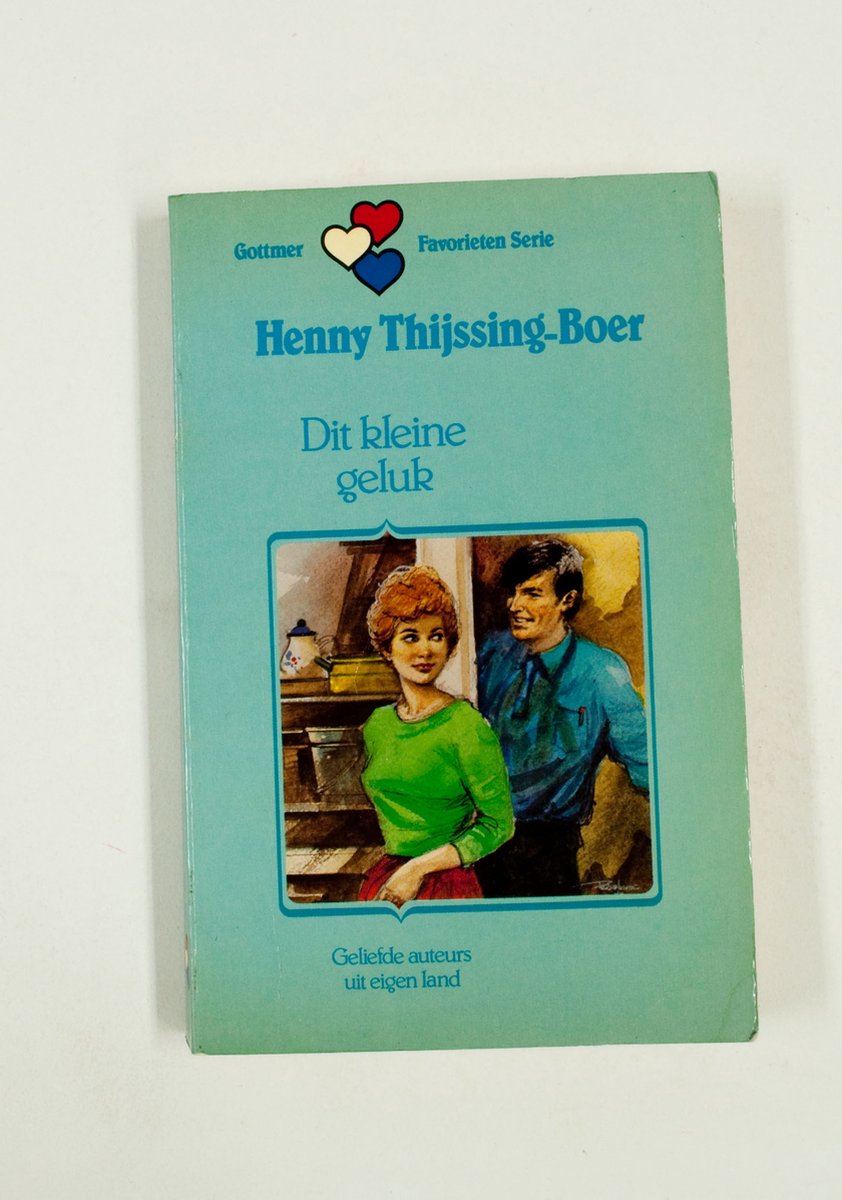 Gottmer Favorieten Serie
Henny Thijssing-Boer
Dit kleine
geluk
Geliefde auteurs
uit eigen land